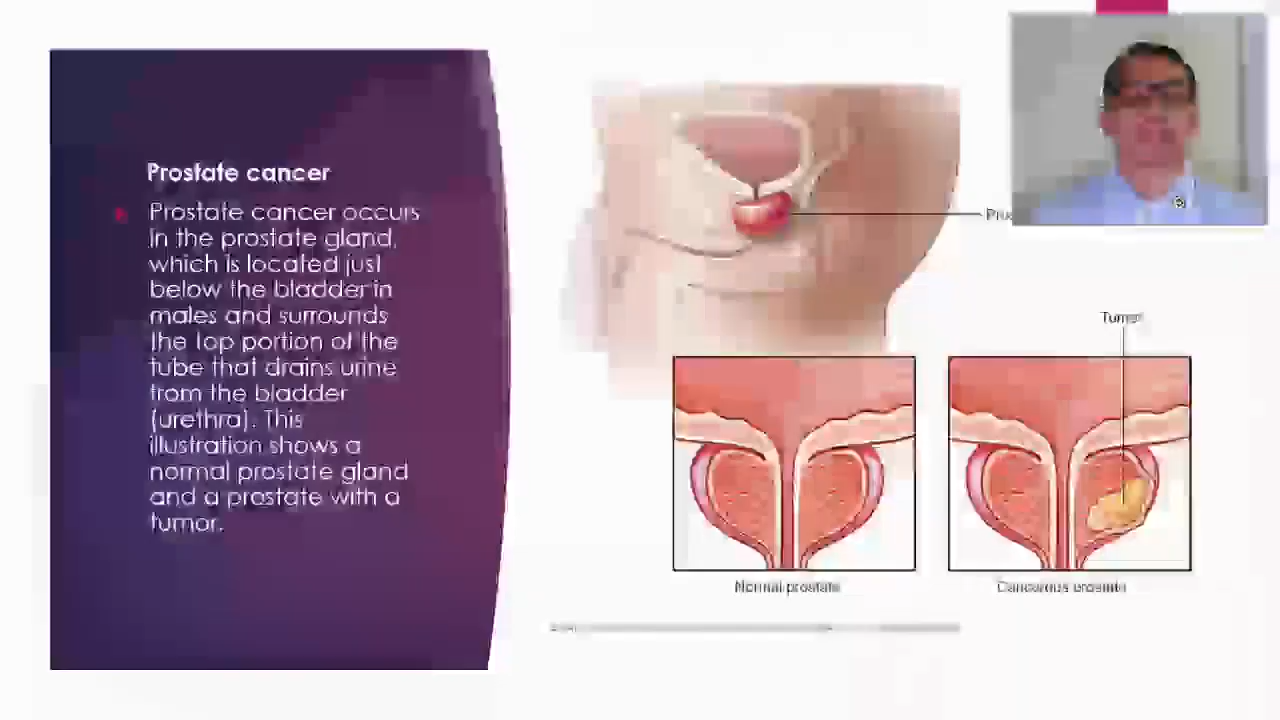 Prostate cancer
Prostate cancer occurs
in the prostate gland,
which is located just
below the bladder in
males and surrounds
the top portion of the
tube that drains urine
from the bladder
(urethra). This
illustration shows a
normal prostate gland
and a prostate with a
tumor.
Tumor
Normal prostate
Cancerous prostate